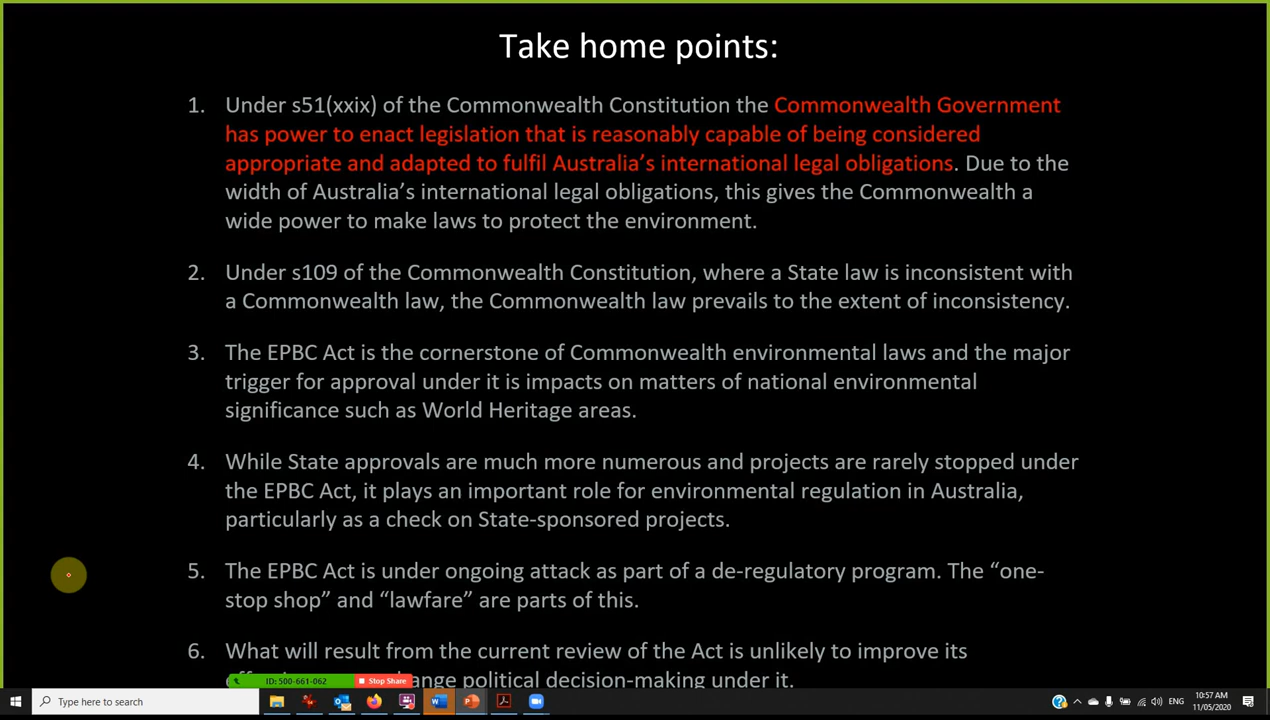 Take home points:
1. Under s51(xxix) of the Commonwealth Constitution the Commonwealth Government
has power to enact legislation that is reasonably capable of being considered
appropriate and adapted to fulfil Australia’s international legal obligations. Due to the
width of Australia’s international legal obligations, this gives the Commonwealth a
wide power to make laws to protect the environment.
2. Under s109 of the Commonwealth Constitution, where a State law is inconsistent with
a Commonwealth law, the Commonwealth law prevails to the extent of inconsistency.
3. The EPBC Act is the cornerstone of Commonwealth environmental laws and the major
trigger for approval under it is impacts on matters of national environmental
significance such as World Heritage areas.
4. While State approvals are much more numerous and projects are rarely stopped under
the EPBC Act, it plays an important role for environmental regulation in Australia,
particularly as a check on State-sponsored projects.
5. The EPBC Act is under ongoing attack as part of a de-regulatory program. The “one-
stop shop” and “lawfare” are parts of this.
6. What will result from the current review of the Act is unlikely to improve its
political decision-making under it.
ID: 500-661-062 Stop Share
Type here to search
ENG
10:57 AM
11/05/2020